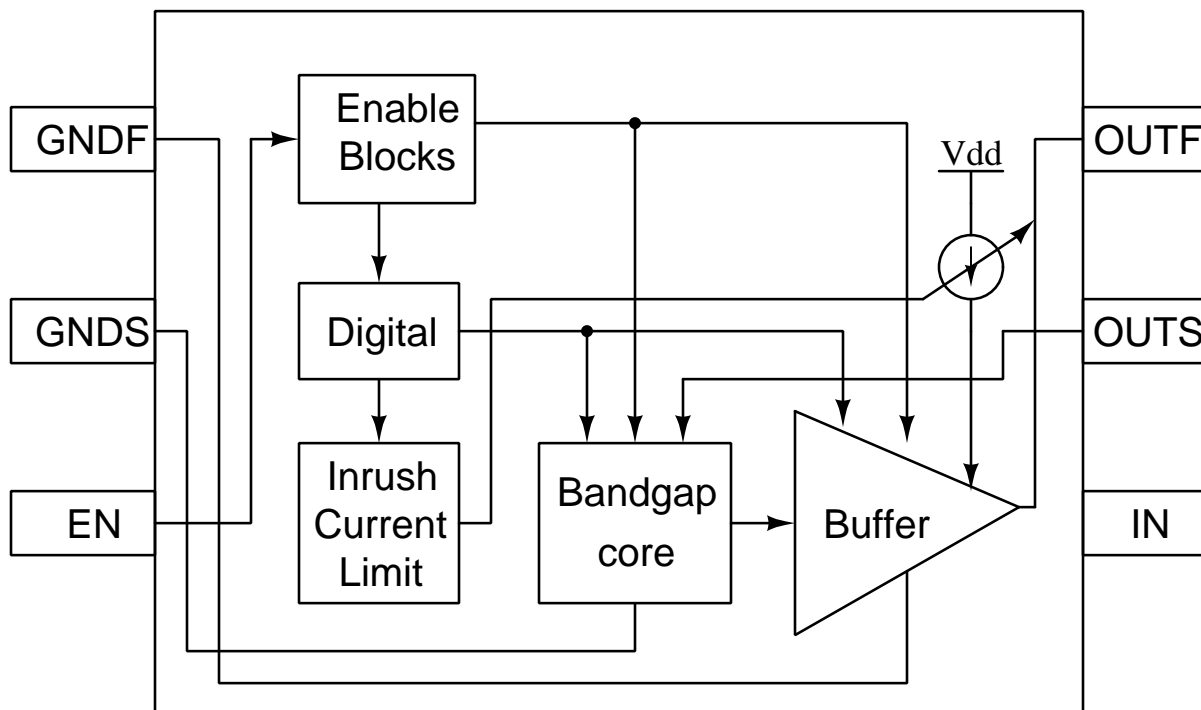 Enable
Blocks
GNDF
OUTF
Vdd
GNDS
Digital
OUTS
Inrush
Current
Limit
Bandgap
core
Buffer
EN
IN